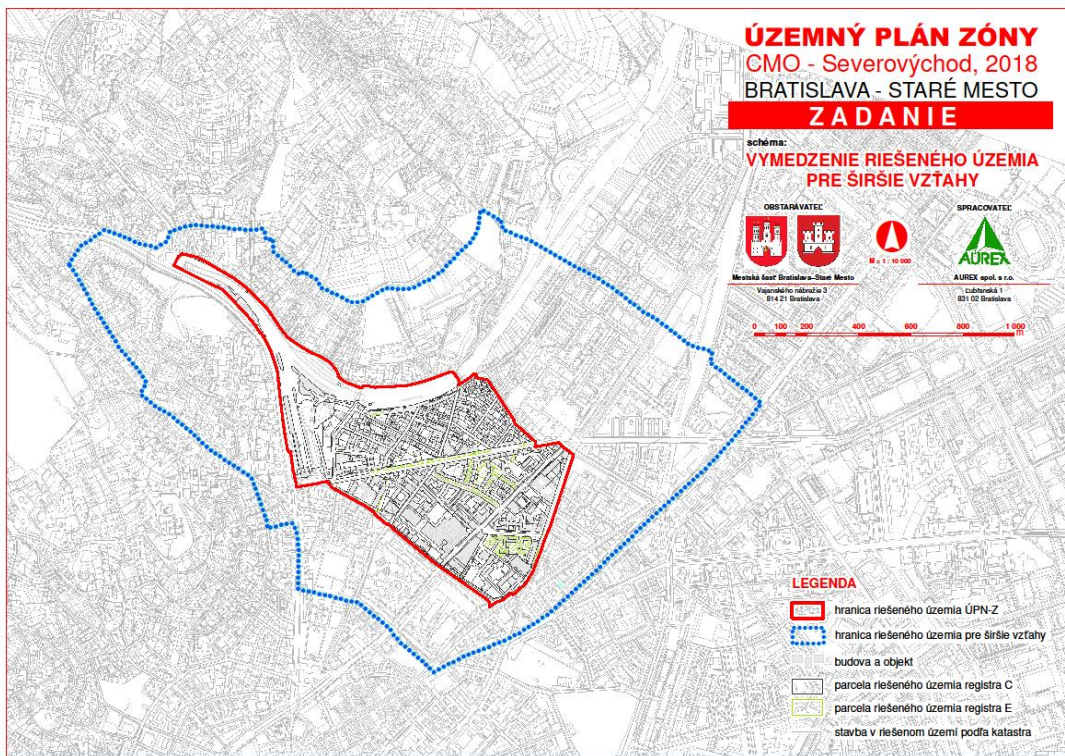 ÚZEMNÝ PLÁN ZÓNY
CMO - Severovýchod, 2018
BRATISLAVA - STARÉ MESTO
ZADANIE
schéma:
VYMEDZENIE RIEŠENÉHO ÚZEMIA
PRE ŠIRŠIE VZŤAHY
OBSTARÁVATEĽ
Mestská časť Bratislava–Staré Mesto
Vajanského nábrežie 3
814 21 Bratislava
M = 1 : 10 000
SPRACOVATEĽ
AUREX
AUREX spol. s r.o.
Ľubľanská 1
831 02 Bratislava
0 100 200 400 600 800 1 000
m
LEGENDA
hranica riešeného územia ÚPN-Z
hranica riešeného územia pre širšie vzťahy
budova a objekt
parcela riešeného územia registra C
parcela riešeného územia registra E
stavba v riešenom území podľa katastra